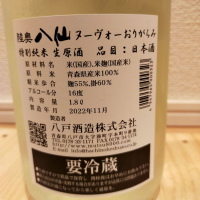 陸奥八仙 ヌーヴォーおりがらみ
特別純米 生原酒 品目：日本酒
原材料名 米(国産)、米麹(国産米)
原料米 青森県産米100%
精米歩合 麹55%、掛60%
アルコール分 16度
容量 1.8ℓ
製造年月 2022年11月
八戸酒造株式会社
要冷蔵